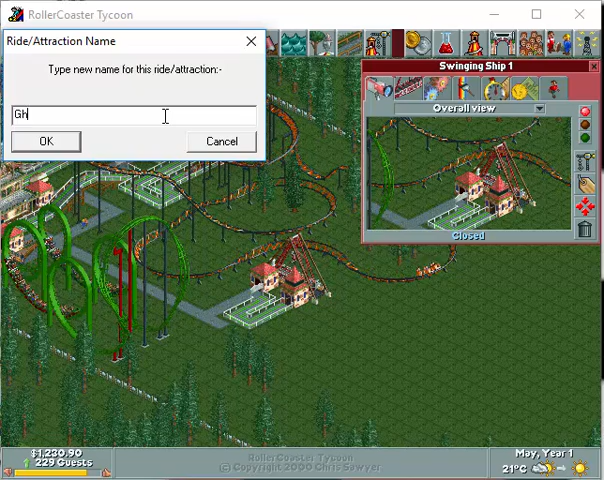 RollerCoaster Tycoon
Ride/Attraction Name
Type new name for this ride/attraction:-
Gh
OK
Cancel
Swinging Ship 1
Overall view
Closed
$1,230.90
229 Guests
RollerCoaster Tycoon
© Copyright 2000 Chris Sawyer
May, Year 1
21°C